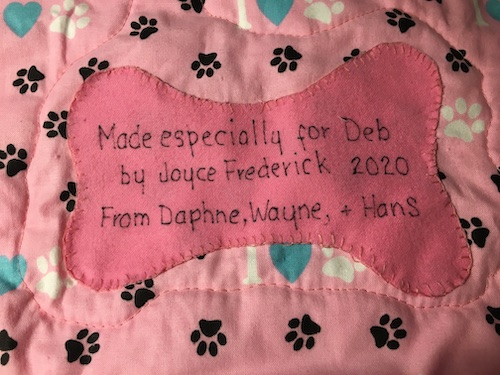 Made especially for Deb
by Joyce Frederick 2020
From Daphne, Wayne, + Hans